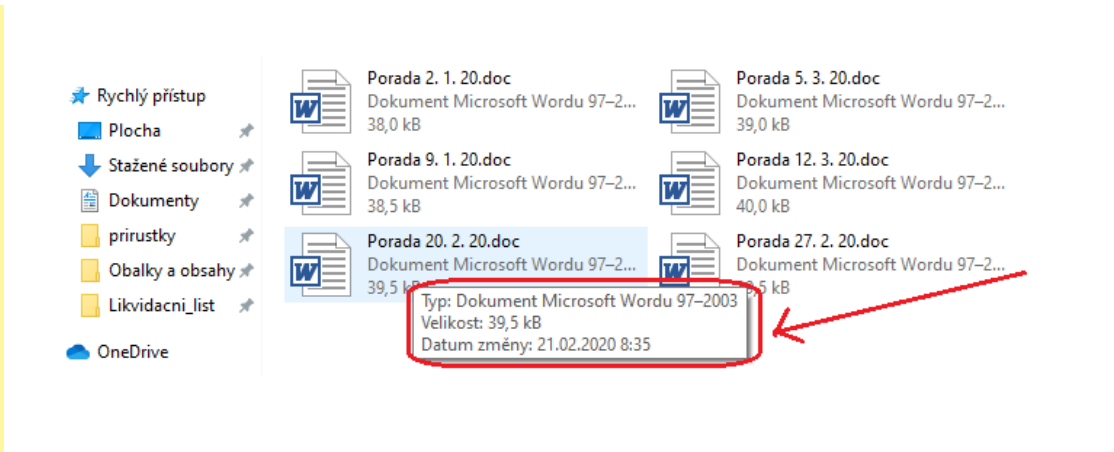 Rychlý přístup
Plocha
Stažené soubory
Dokumenty
prirustky
Obalky a obsahy
Likvidacni_list
OneDrive
Porada 2. 1. 20.doc
Dokument Microsoft Wordu 97–2...
38,0 kB
Porada 5. 3. 20.doc
Dokument Microsoft Wordu 97–2...
39,0 kB
Porada 9. 1. 20.doc
Dokument Microsoft Wordu 97–2...
38,5 kB
Porada 12. 3. 20.doc
Dokument Microsoft Wordu 97–2...
40,0 kB
Porada 20. 2. 20.doc
Dokument Microsoft Wordu 97–2...
39,5
Porada 27. 2. 20.doc
Dokument Microsoft Wordu 97–2...
kB
Typ: Dokument Microsoft Wordu 97–2003
Velikost: 39,5 kB
Datum změny: 21.02.2020 8:35